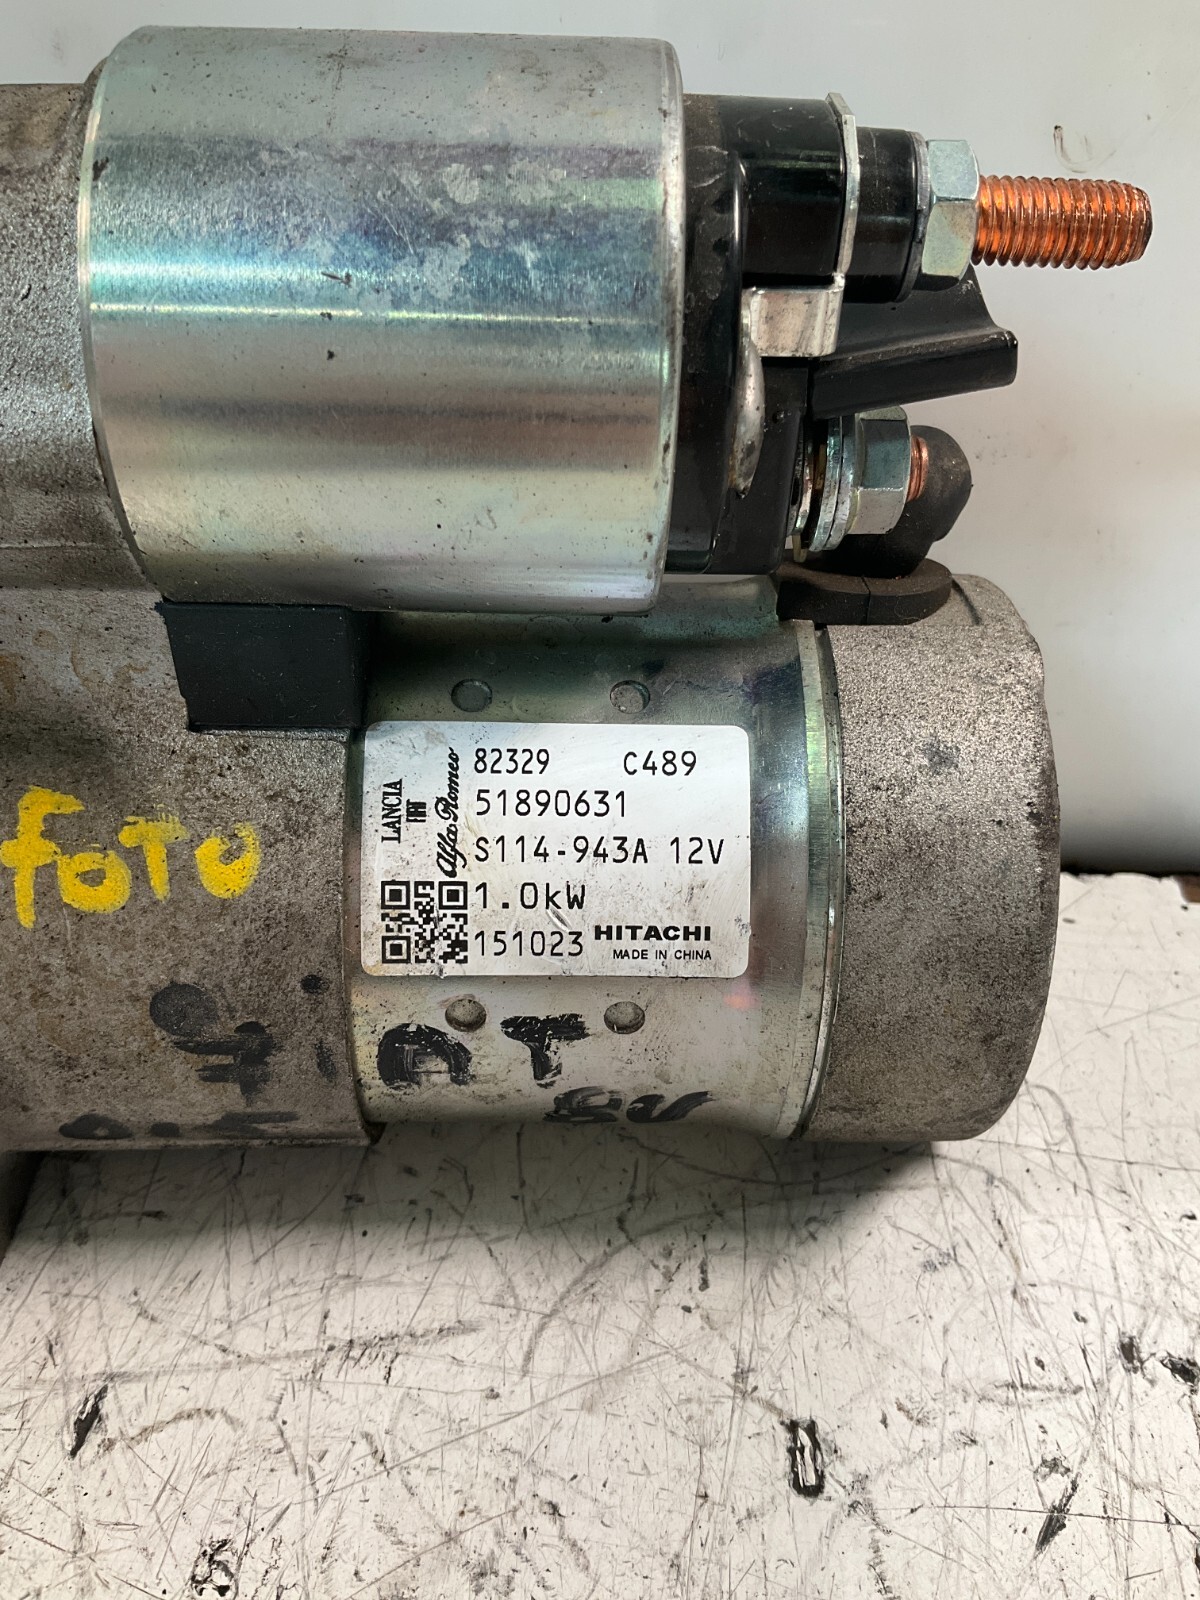 82329 C489
51890631
S114-943A 12V
1.0kW
151023 HITACHI
MADE IN CHINA
LANCIA
FIAT
Alfa Romeo
FOTO
FiAT
8V